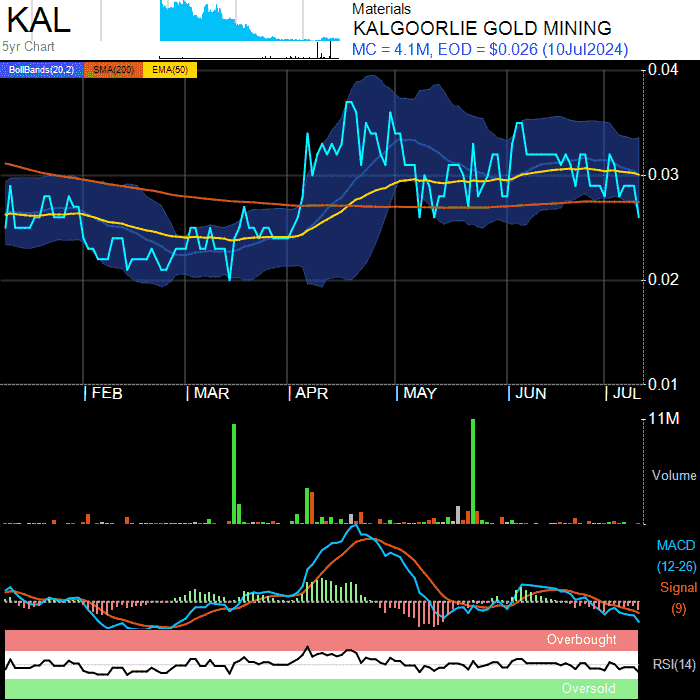 KAL
5yr Chart
Materials
KALGOORLIE GOLD MINING
MC = 4.1M, EOD = $0.026 (10Jul2024)
BollBands(20,2) SMA(200) EMA(50)
0.04
0.03
0.02
0.01
FEB MAR APR MAY JUN JUL
11M
Volume
MACD
(12-26)
Signal
(9)
Overbought
RSI(14)
Oversold